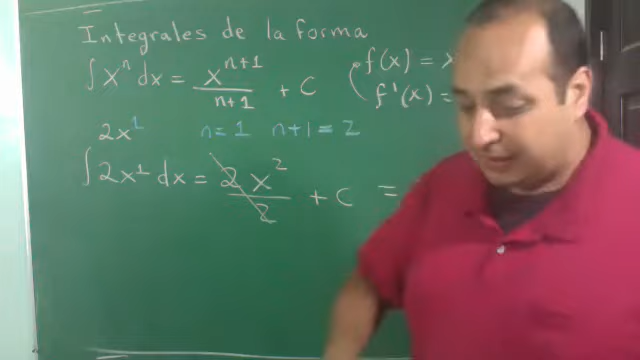 Integrales de la forma
∫ xⁿ dx = xⁿ⁺¹ / n+1 + C
f(x) =
f'(x) =
2x¹ n=1 n+1=2
∫ 2x¹ dx = 2x² / 2 + C =